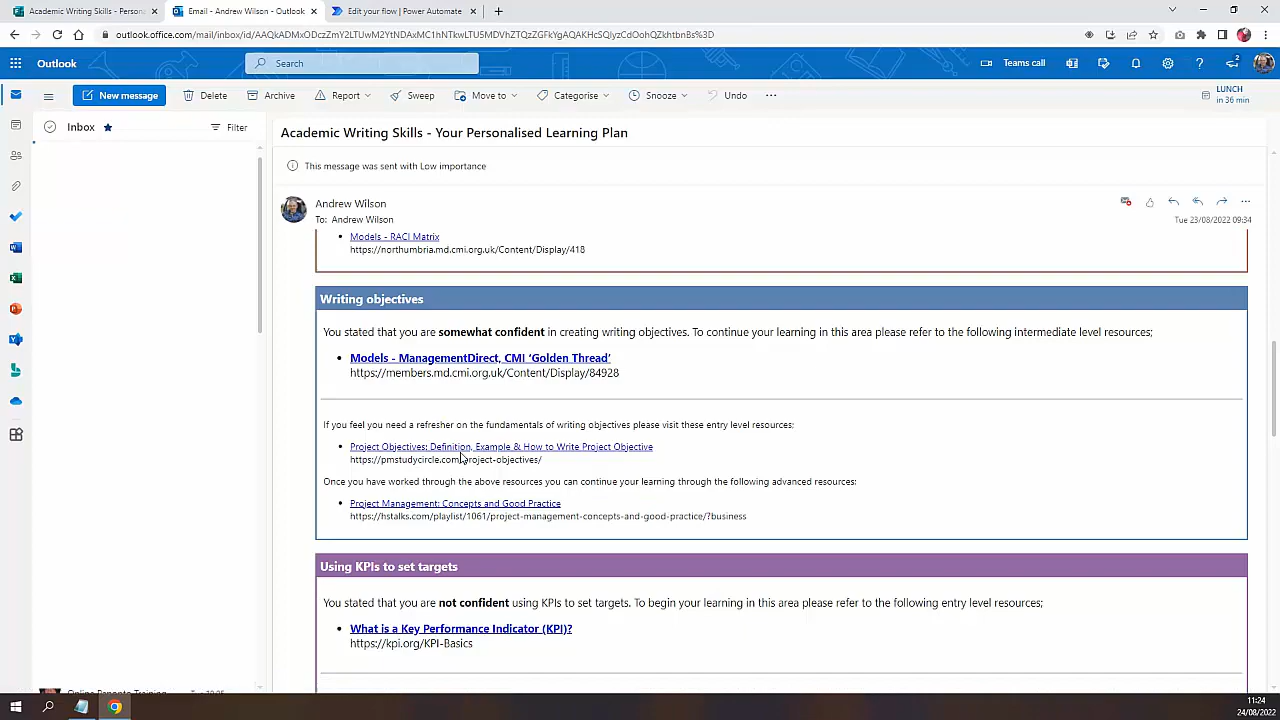 Academic Writing Skills - Persona
Email - Andrew Wilson - Outlook
Edit your flow | Power Automate
outlook.office.com/mail/inbox/id/AAQkADMxODczZmY2LTUwM2YtNDAxMC1hNTkwLTU5MDVhZTQzZGFkYgAQAKHcSQlyzCdOohQZkhtbnBs%3D
Outlook
Search
Teams call
New message
Delete
Archive
Report
Sweep
Move to
Categorise
Snooze
Undo
LUNCH
in 36 min
Inbox
Filter
Academic Writing Skills - Your Personalised Learning Plan
This message was sent with Low importance
Andrew Wilson
To: Andrew Wilson
Tue 23/08/2022 09:34
Models - RACI Matrix
https://northumbria.md.cmi.org.uk/Content/Display/418
Writing objectives
You stated that you are somewhat confident in creating writing objectives. To continue your learning in this area please refer to the following intermediate level resources;
Models - ManagementDirect, CMI ‘Golden Thread’
https://members.md.cmi.org.uk/Content/Display/84928
If you feel you need a refresher on the fundamentals of writing objectives please visit these entry level resources;
Project Objectives: Definition, Example & How to Write Project Objective
https://pmstudycircle.com/project-objectives/
Once you have worked through the above resources you can continue your learning through the following advanced resources:
Project Management: Concepts and Good Practice
https://hstalks.com/playlist/1061/project-management-concepts-and-good-practice/?business
Using KPIs to set targets
You stated that you are not confident using KPIs to set targets. To begin your learning in this area please refer to the following entry level resources;
What is a Key Performance Indicator (KPI)?
https://kpi.org/KPI-Basics
11:24
24/08/2022